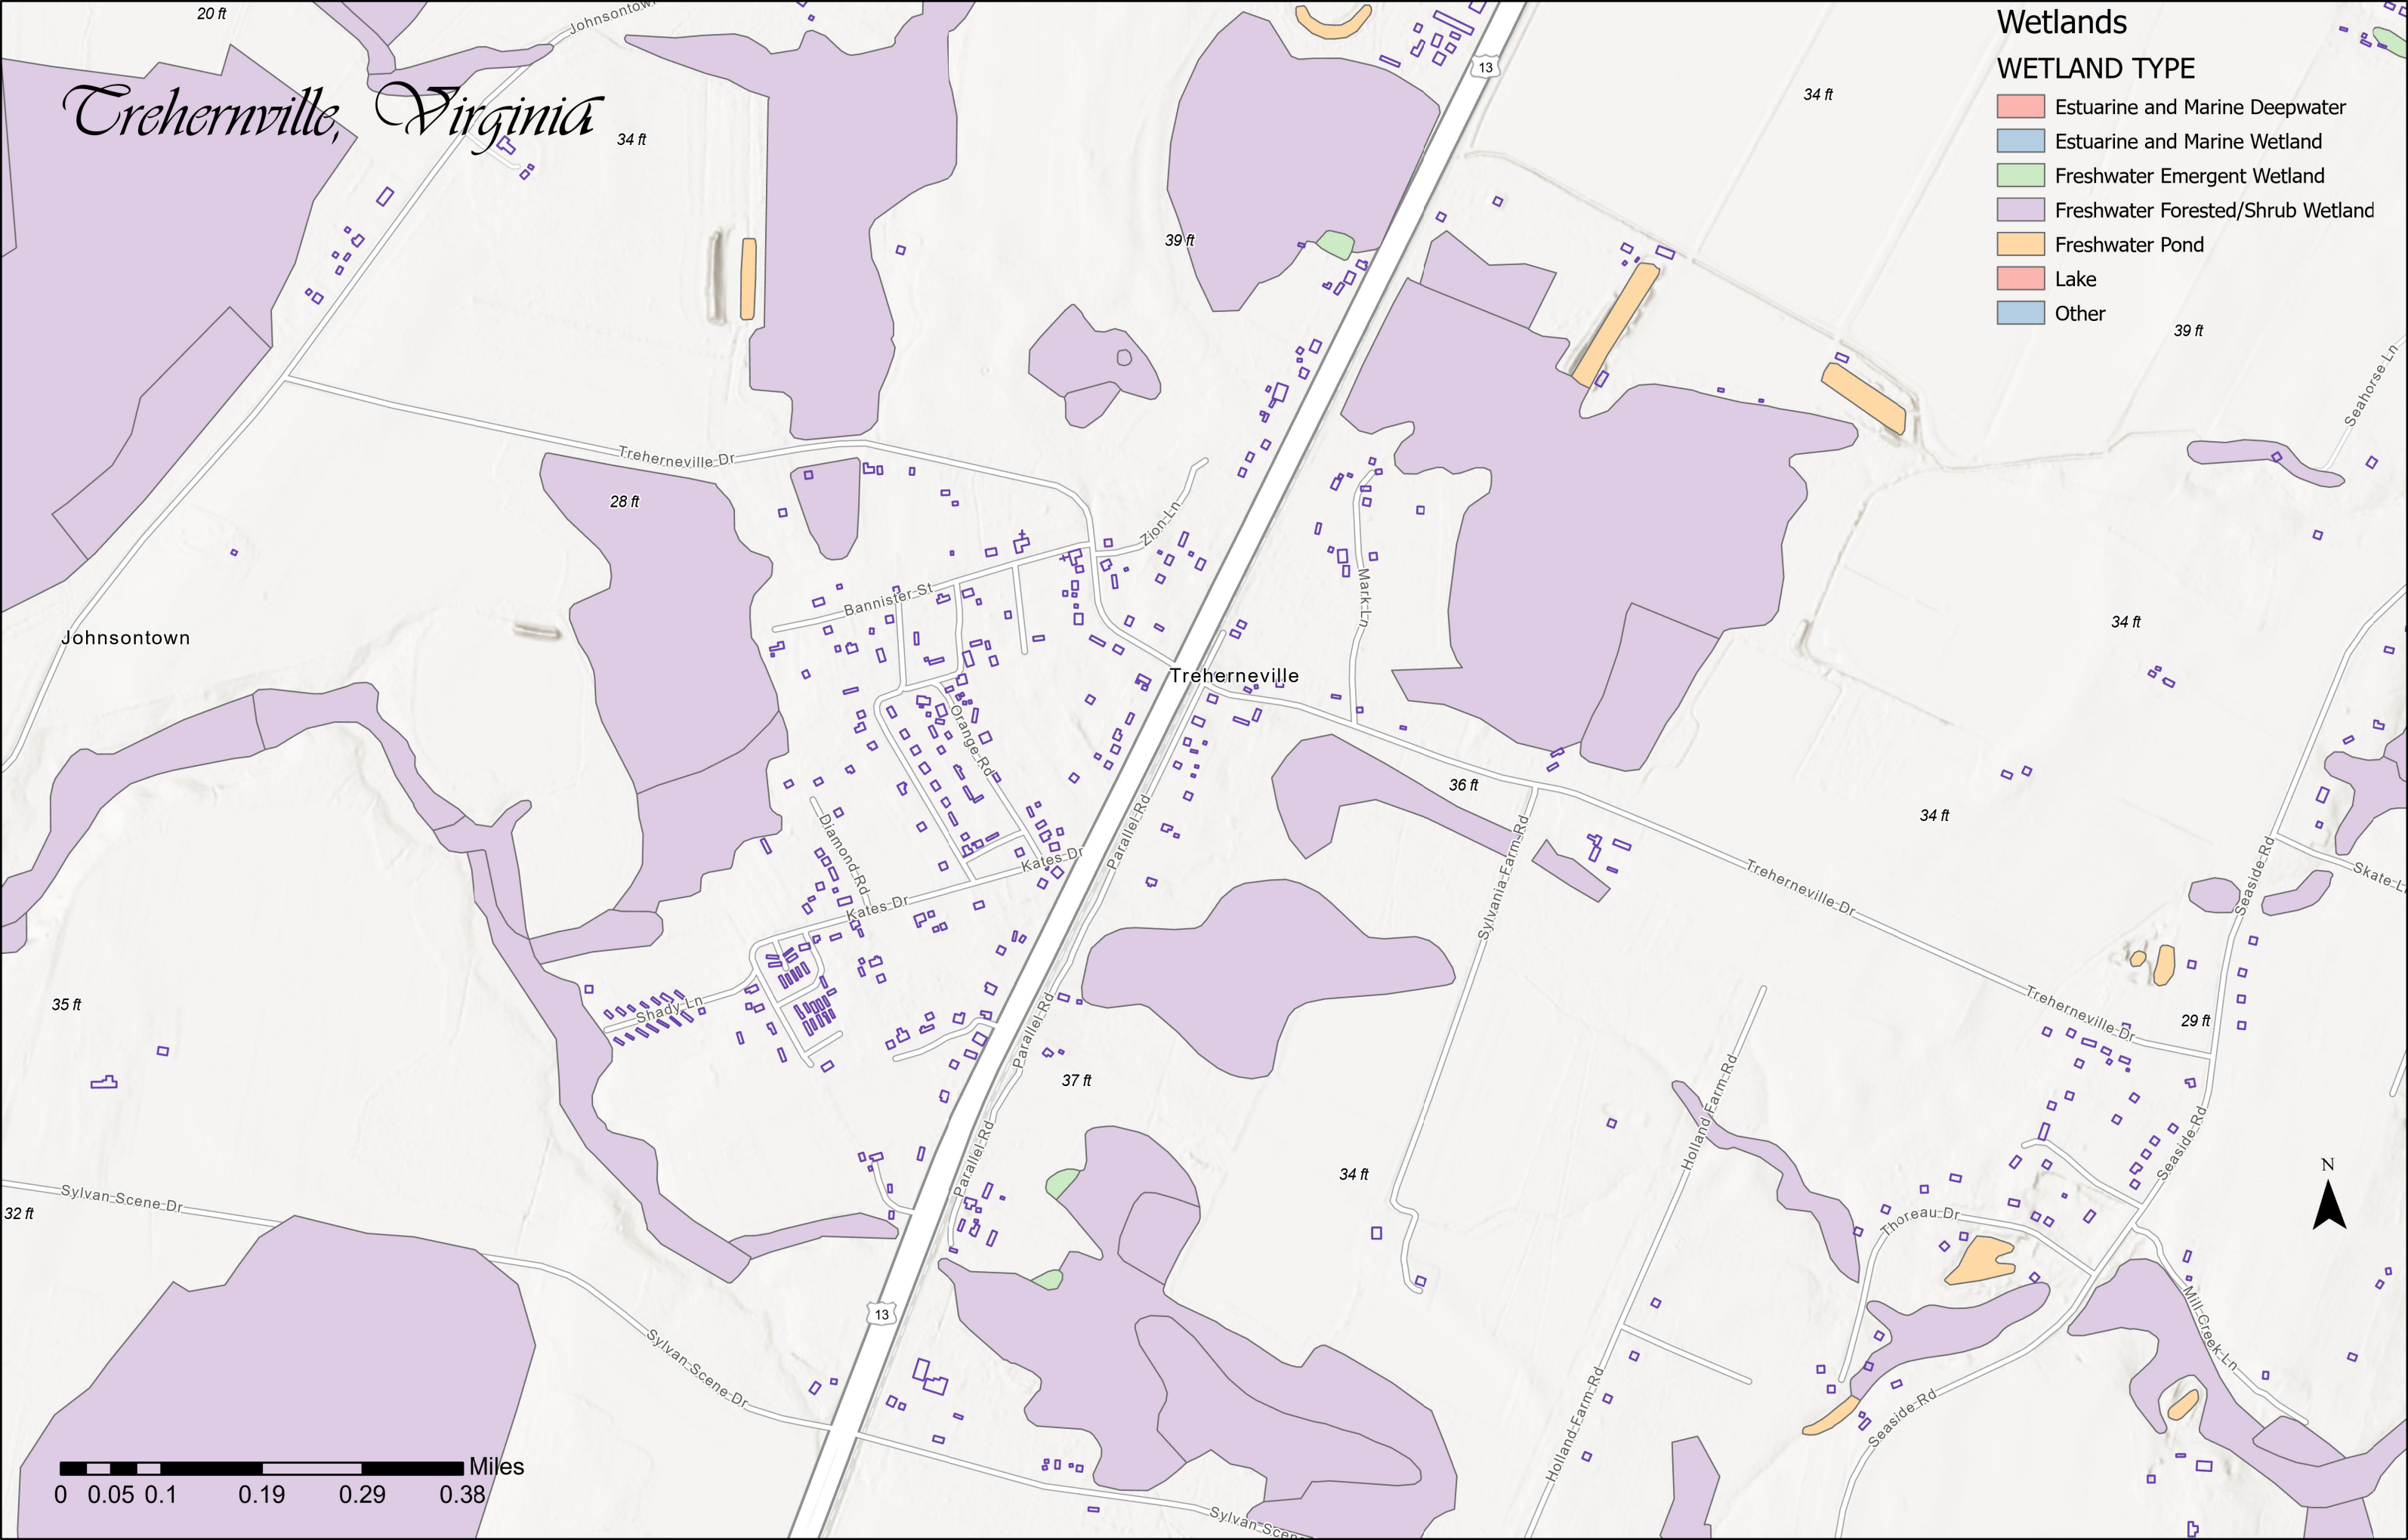 20 ft
Johnsontown
13
Wetlands
WETLAND TYPE
Estuarine and Marine Deepwater
Estuarine and Marine Wetland
Freshwater Emergent Wetland
Freshwater Forested/Shrub Wetland
Freshwater Pond
Lake
Other
Trehernville, Virginia
34 ft
34 ft
39 ft
39 ft
Seahorse Ln
Treherneville Dr
28 ft
Zion Ln
Bannister St
Mark Ln
34 ft
Johnsontown
Treherneville
Orange Rd
36 ft
34 ft
Parallel Rd
Diamond Rd
Kates Dr
Kates Dr
Sylvania Farm Rd
Treherneville Dr
Seaside Rd
Skate Ln
35 ft
Shady Ln
Parallel Rd
Treherneville Dr
29 ft
37 ft
Holland Farm Rd
Parallel Rd
34 ft
Seaside Rd
N
Sylvan Scene Dr
32 ft
Thoreau Dr
13
Mill Creek Ln
Sylvan Scene Dr
Holland Farm Rd
Seaside Rd
Miles
0 0.05 0.1 0.19 0.29 0.38
Sylvan Scene